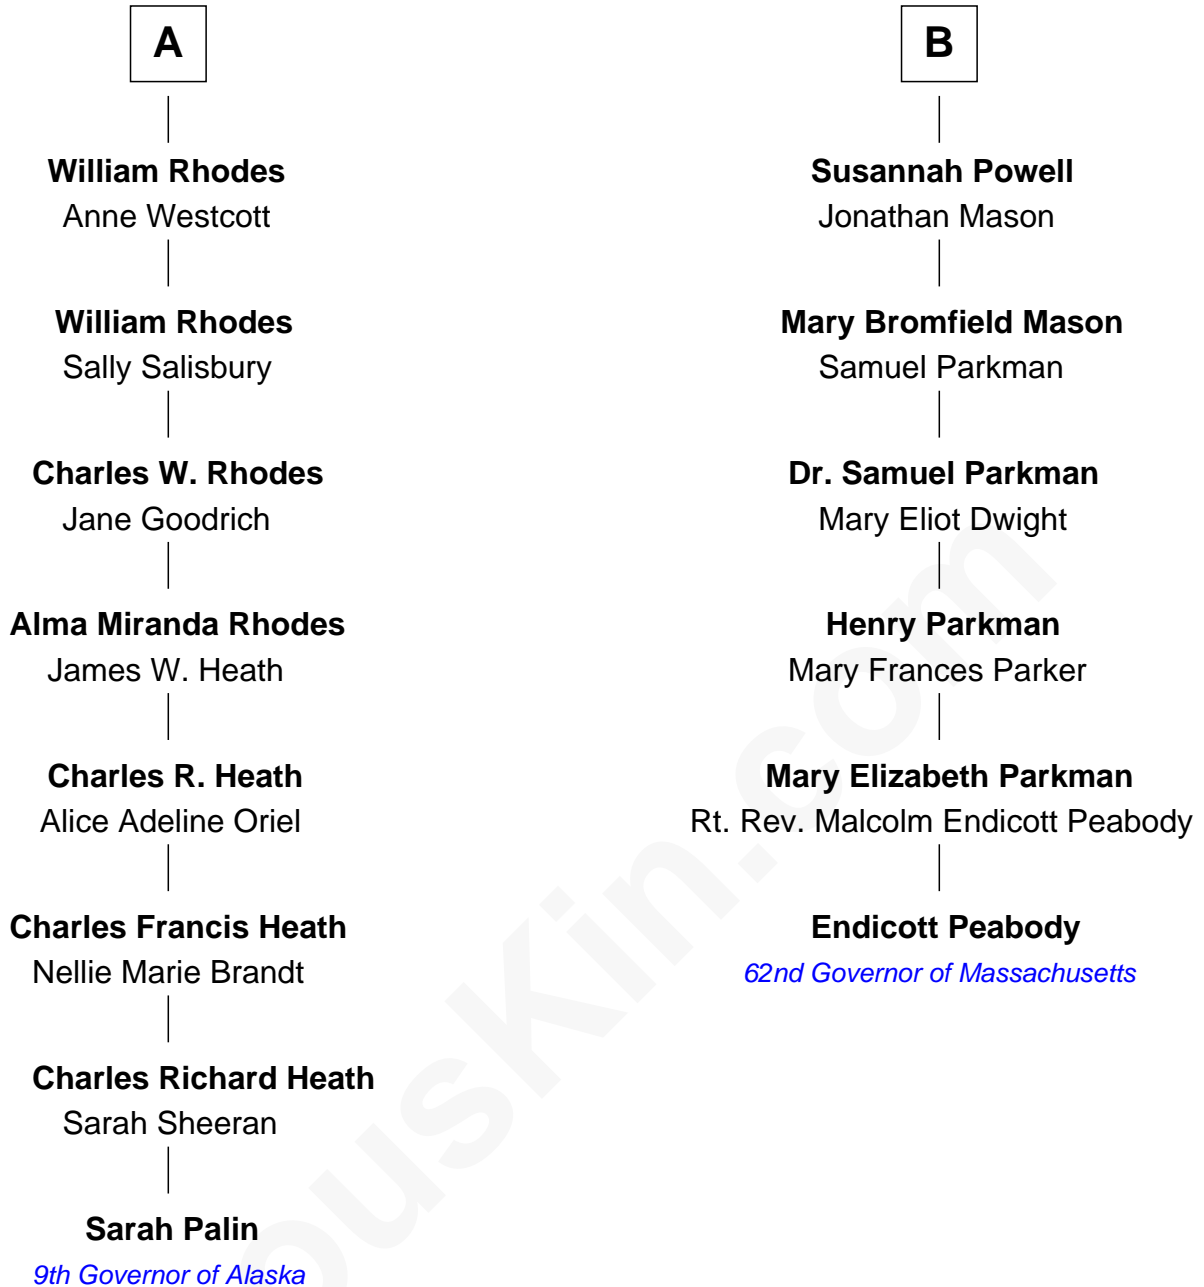 A
William Rhodes
Anne Westcott
William Rhodes
Sally Salisbury
Charles W. Rhodes
Jane Goodrich
Alma Miranda Rhodes
James W. Heath
Charles R. Heath
Alice Adeline Oriel
Charles Francis Heath
Nellie Marie Brandt
Charles Richard Heath
Sarah Sheeran
Sarah Palin
9th Governor of Alaska
B
Susannah Powell
Jonathan Mason
Mary Bromfield Mason
Samuel Parkman
Dr. Samuel Parkman
Mary Eliot Dwight
Henry Parkman
Mary Frances Parker
Mary Elizabeth Parkman
Rt. Rev. Malcolm Endicott Peabody
Endicott Peabody
62nd Governor of Massachusetts
ousKin.com